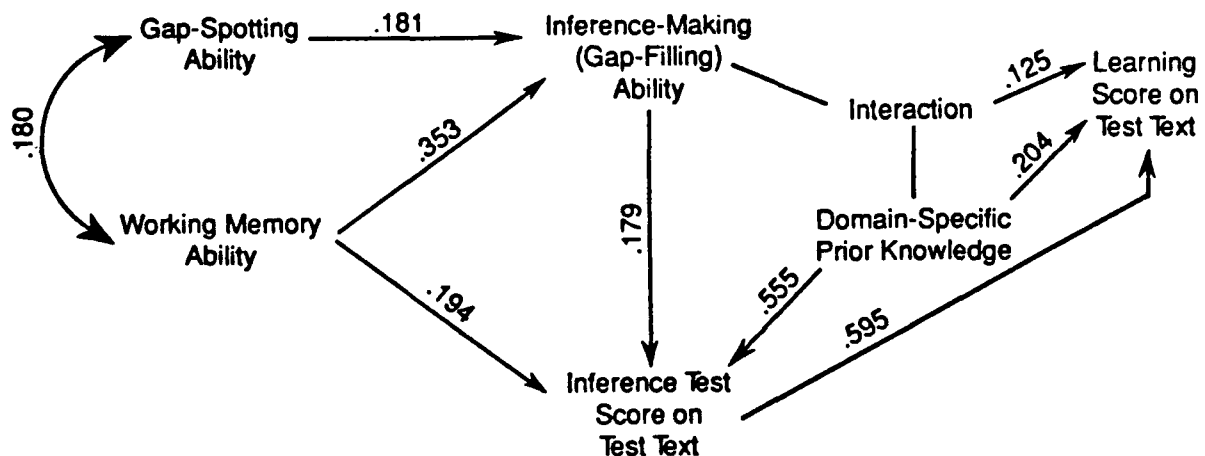 Gap-Spotting
Ability
.181
Inference-Making
(Gap-Filling)
Ability
.125
Learning
Score on
Test Text
Interaction
.180
.353
.204
Working Memory
Ability
.179
Domain-Specific
Prior Knowledge
.194
.555
.595
Inference Test
Score on
Test Text